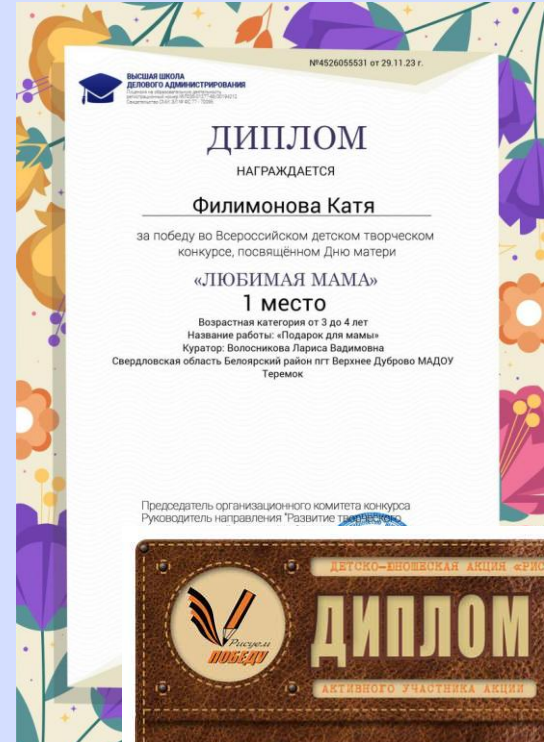 №4526055531 от 29.11.23 г.
ВЫСШАЯ ШКОЛА
ДЕЛОВОГО АДМИНИСТРИРОВАНИЯ
ДИПЛОМ
НАГРАЖДАЕТСЯ
Филимонова Катя
за победу во Всероссийском детском творческом
конкурсе, посвящённом Дню матери
«ЛЮБИМАЯ МАМА»
1 место
Возрастная категория от 3 до 4 лет
Название работы: «Подарок для мамы»
Куратор: Волосникова Лариса Вадимовна
Свердловская область Белоярский район пгт Верхнее Дуброво МАДОУ
Теремок
Председатель организационного комитета конкурса
Руководитель направления "Развитие творческого
ДЕТСКО-ЮНОШЕСКАЯ АКЦИЯ «РИС
ДИПЛОМ
АКТИВНОГО УЧАСТНИКА АКЦИИ
Рисуем
ПОБЕДУ